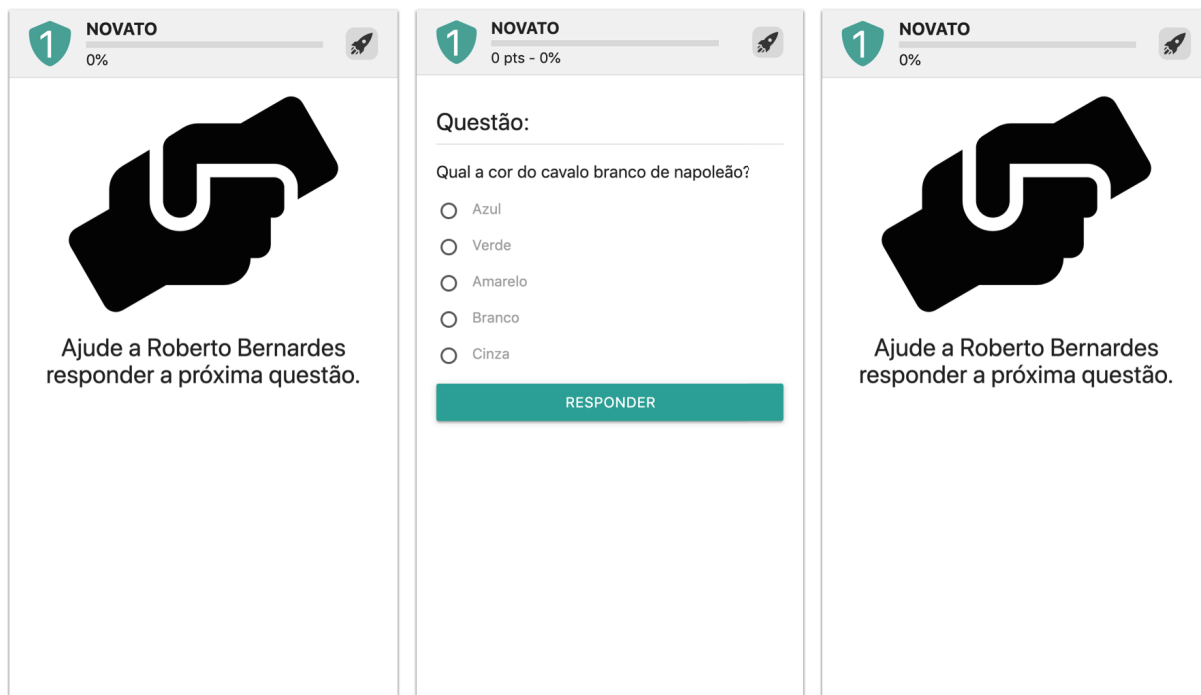 1
NOVATO
0%
Ajude a Roberto Bernardes
responder a próxima questão.
1
NOVATO
0 pts - 0%
Questão:
Qual a cor do cavalo branco de napoleão?
Azul
Verde
Amarelo
Branco
Cinza
RESPONDER
1
NOVATO
0%
Ajude a Roberto Bernardes
responder a próxima questão.